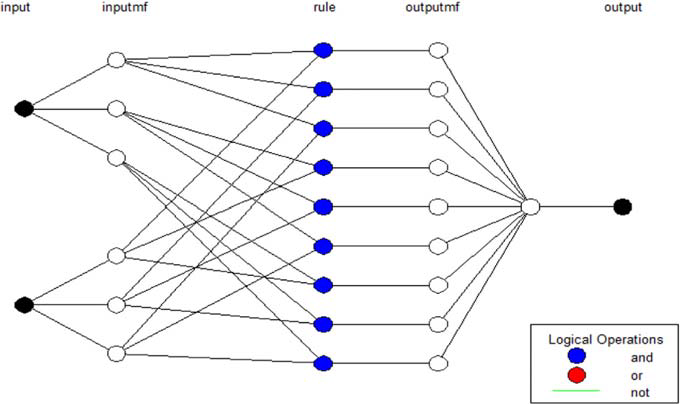 input inputmf rule outputmf output
Logical Operations
and
or
not